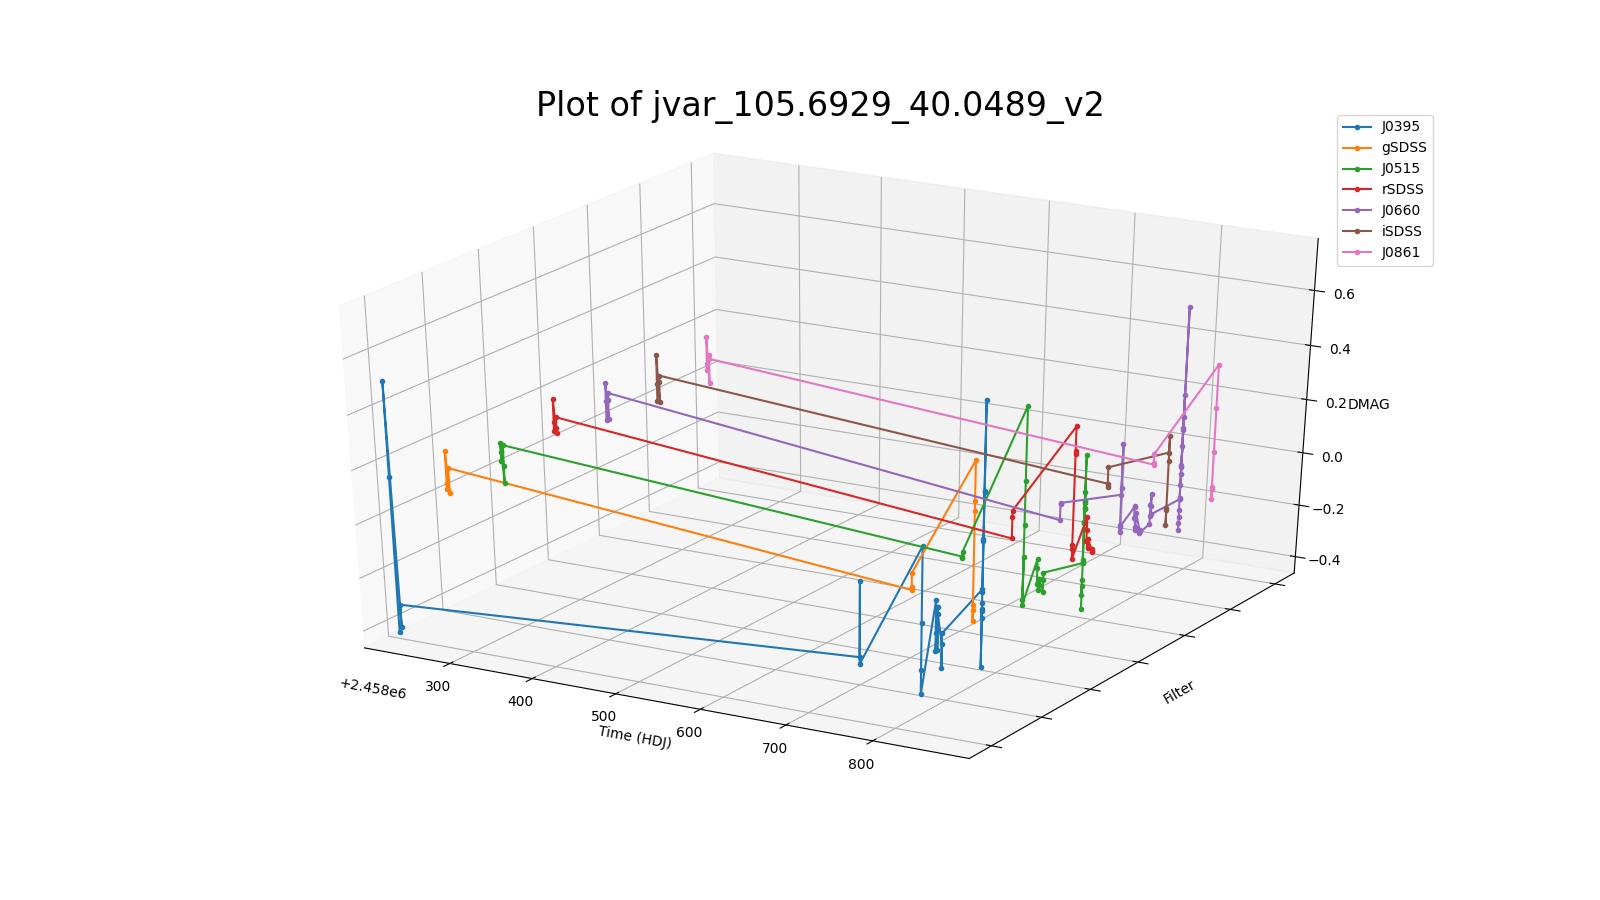 Plot of jvar_105.6929_40.0489_v2
J0395
gSDSS
J0515
rSDSS
J0660
iSDSS
J0861
0.6
0.4
0.2
DMAG
0.0
−0.2
−0.4
Filter
+2.458e6
300
400
500
600
700
800
Time (HDJ)